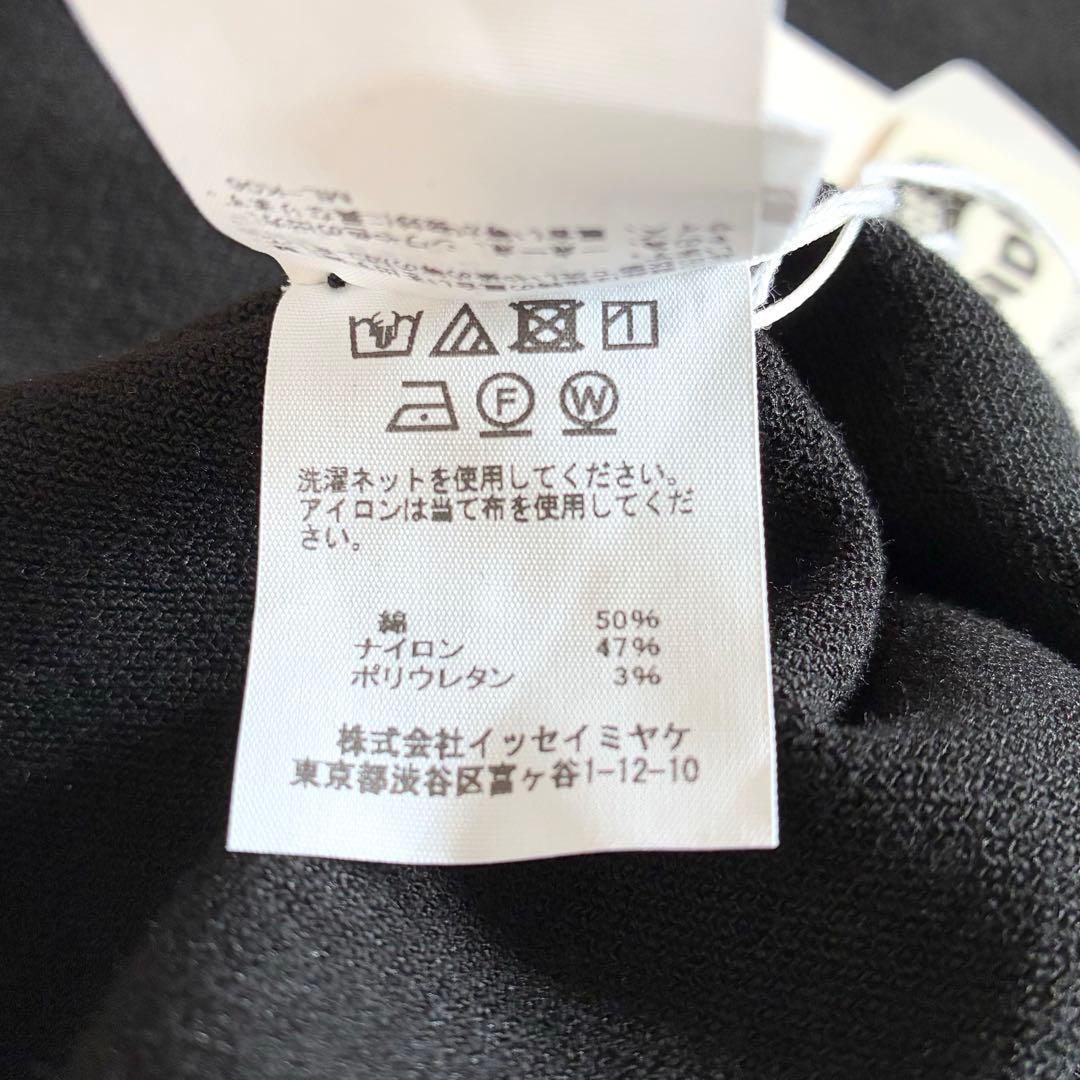 F W
洗濯ネットを使用してください。
アイロンは当て布を使用してくだ
さい。
綿 50%
ナイロン 47%
ポリウレタン 3%
株式会社イッセイミヤケ
東京都渋谷区富ヶ谷1-12-10